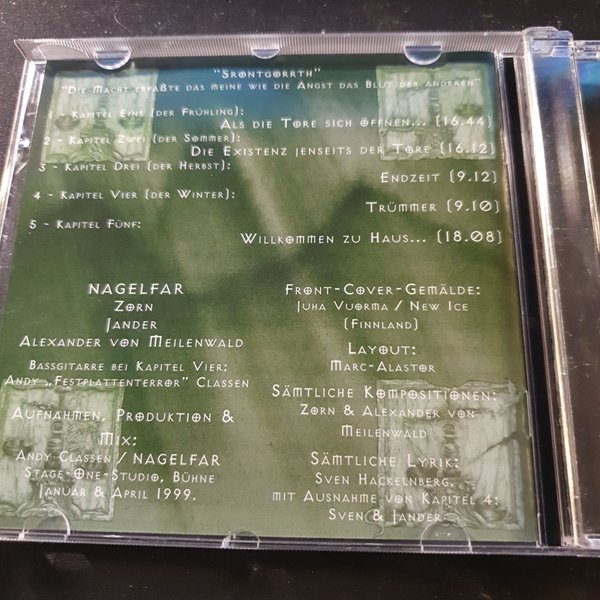 "Srontgorrth"
"Die Macht erfaßte das meine wie die Angst das Blut der anderen"
1 - Kapitel Eins (der Frühling):
Als die Tore sich öffnen... (16.44)
2 - Kapitel Zwei (der Sommer):
Die Existenz jenseits der Tore (16.12)
3 - Kapitel Drei (der Herbst):
Endzeit (9.12)
4 - Kapitel Vier (der Winter):
Trümmer (9.10)
5 - Kapitel Fünf:
Willkommen zu Haus... (18.08)
NAGELFAR
Zorn
Jander
Alexander von Meilenwald
Bassgitarre bei Kapitel Vier:
Andy „Festplattenterror" Classen
Aufnahmen, Produktion &
Mix:
Andy Classen / NAGELFAR
Stage-One-Studio, Bühne
Januar & April 1999.
Front-Cover-Gemälde:
Juha Vuorma / New Ice
(Finnland)
Layout:
Marc-Alastor
Sämtliche Kompositionen:
Zorn & Alexander von
Meilenwald
Sämtliche Lyrik:
Sven Hackelnberg,
mit Ausnahme von Kapitel 4:
Sven & Jander